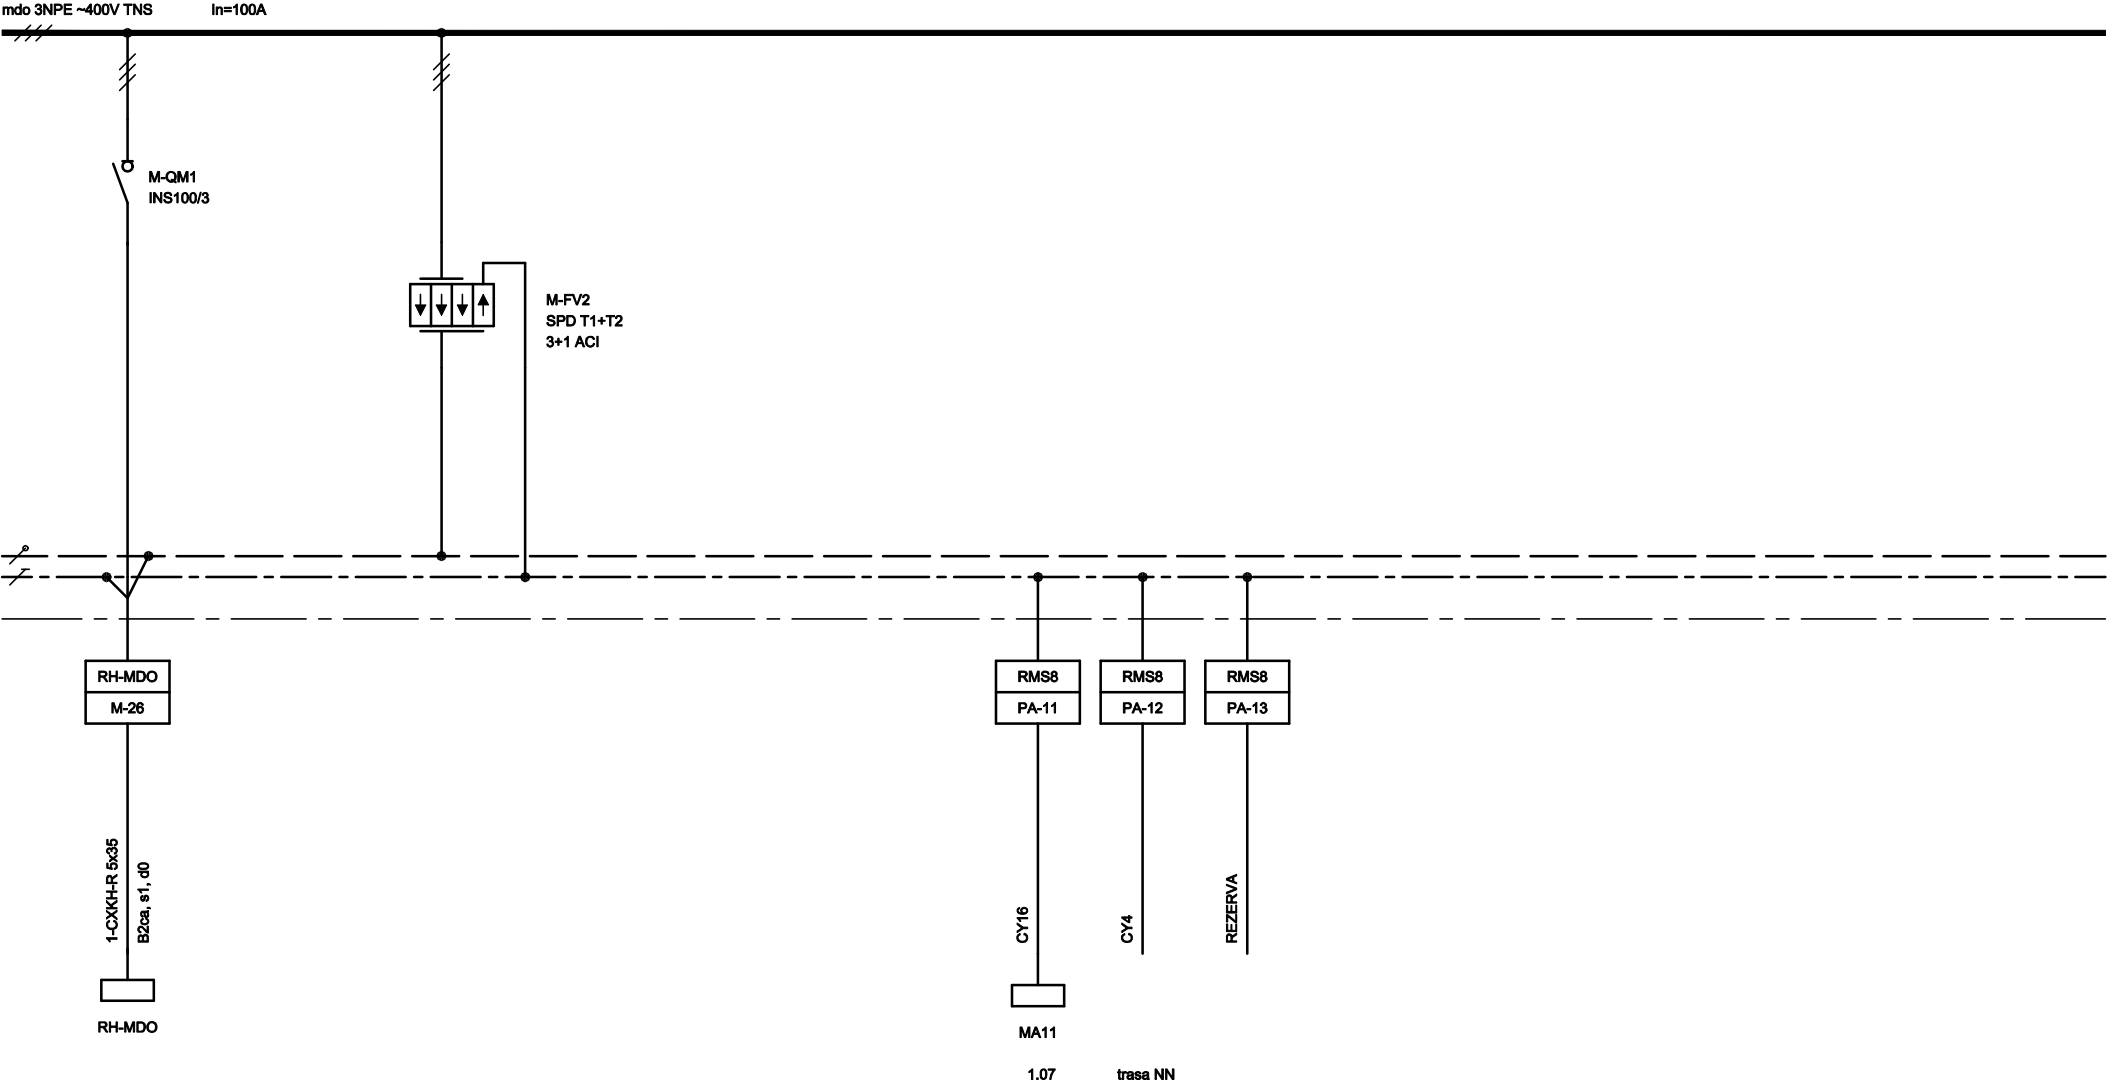 mdo 3NPE ~400V TNS In=100A
M-QM1
INS100/3
M-FV2
SPD T1+T2
3+1 ACI
RH-MDO
M-26
RMS8
PA-11
RMS8
PA-12
RMS8
PA-13
1-CXKH-R 5x35
B2ca, s1, d0
CY16
CY4
REZERVA
RH-MDO
MA11
1.07
trasa NN